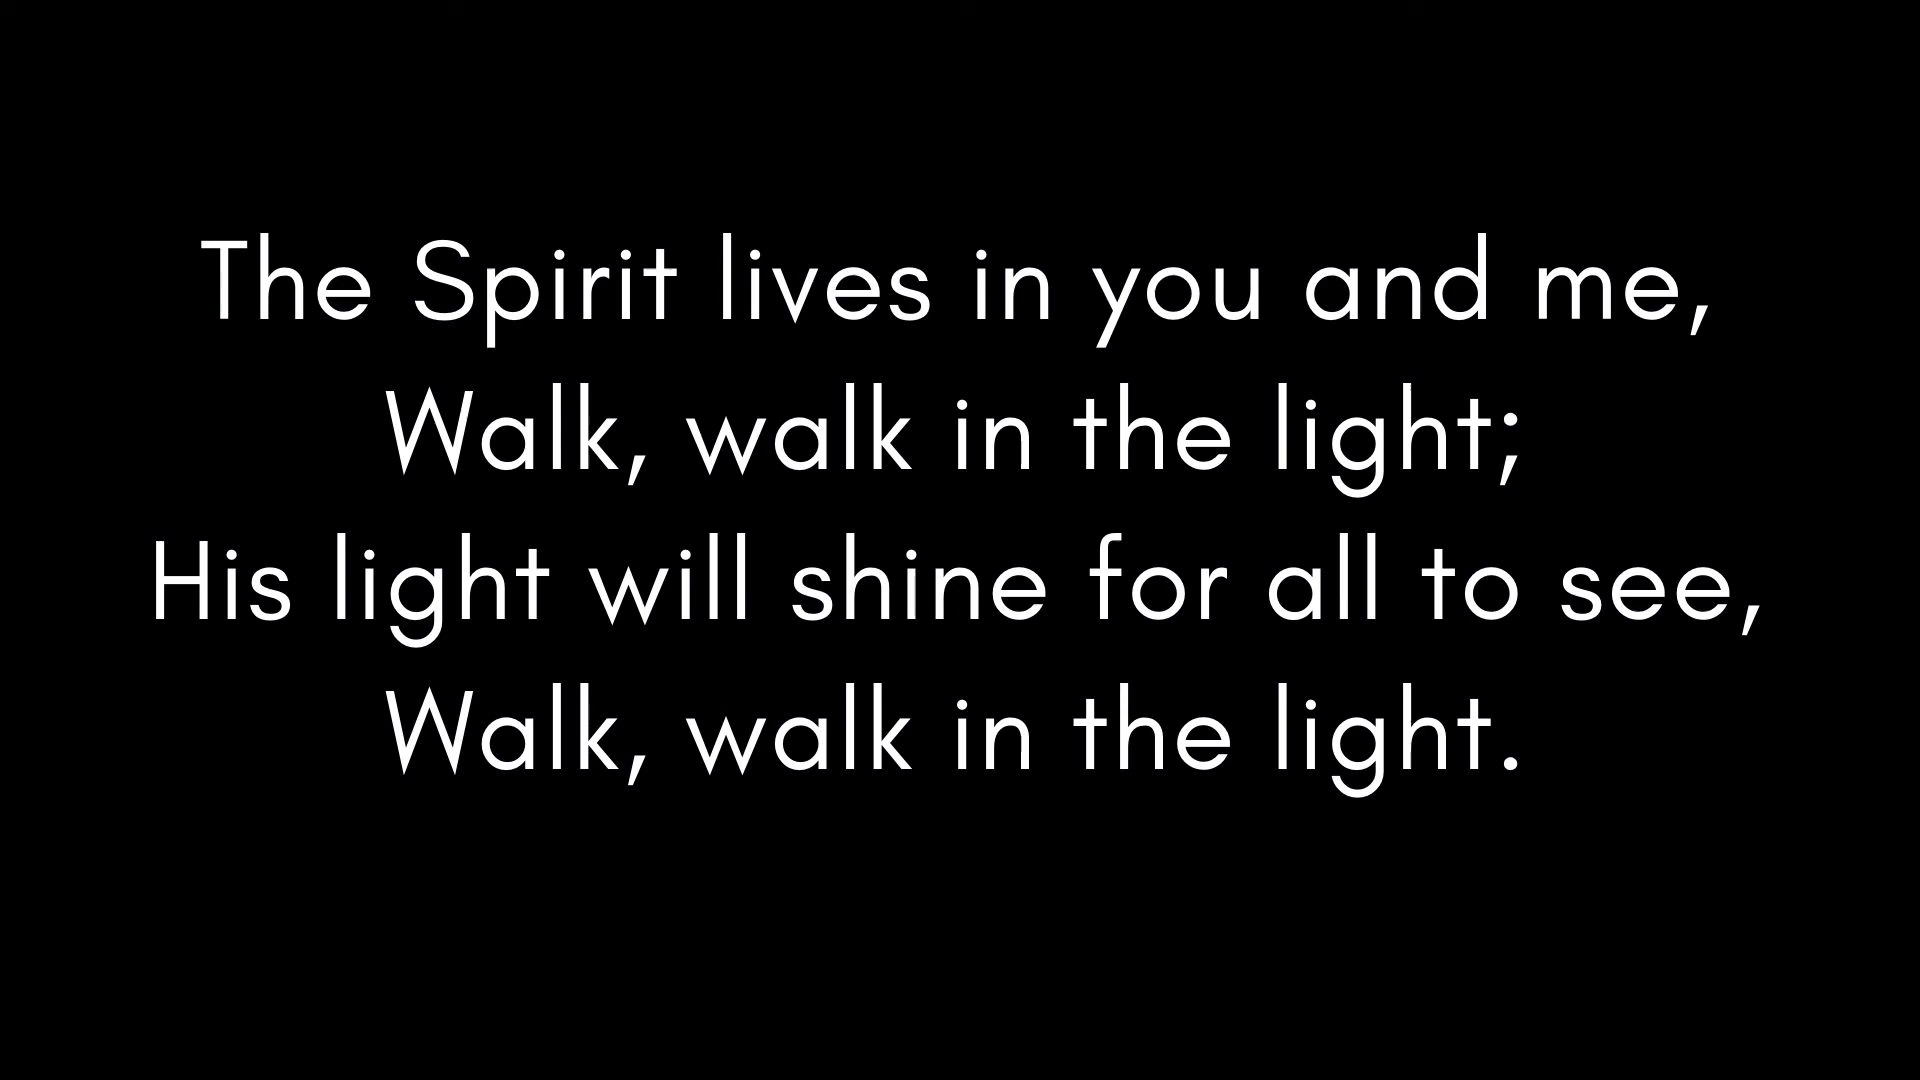 The Spirit lives in you and me,
Walk, walk in the light;
His light will shine for all to see,
Walk, walk in the light.